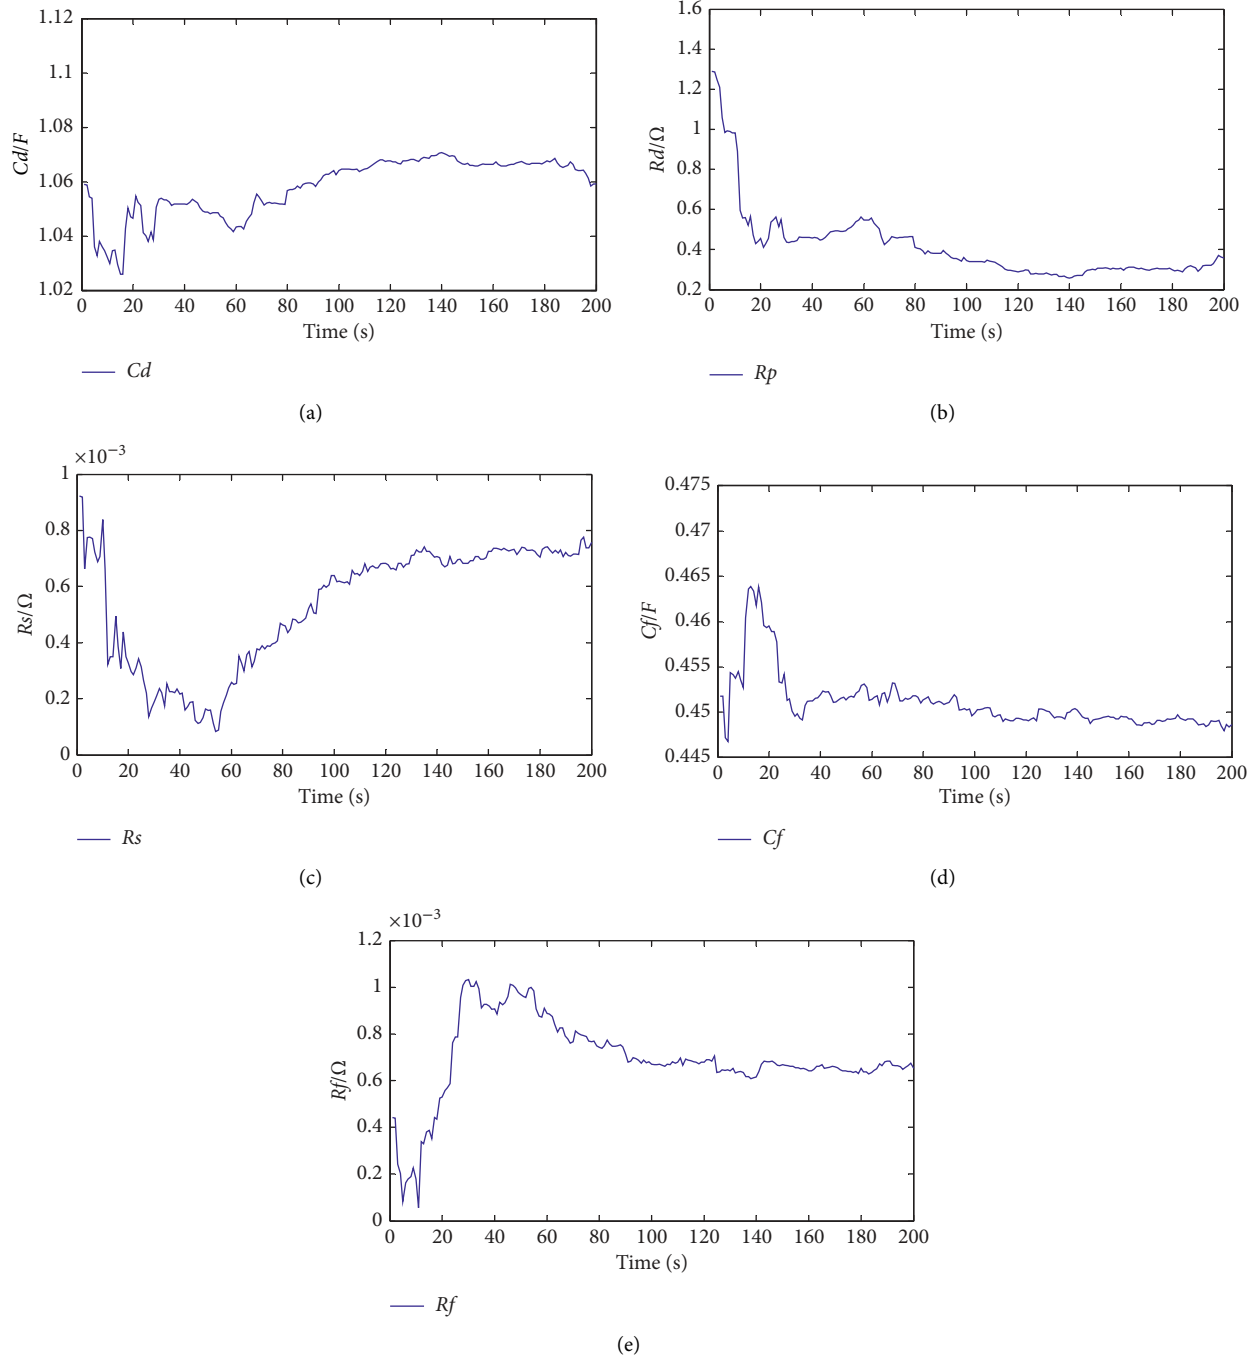 1.12
1.1
1.08
1.06
1.04
1.02
Cd/F
0 20 40 60 80 100 120 140 160 180 200
Time (s)
Cd
(a)
1.6
1.4
1.2
1
0.8
0.6
0.4
0.2
Rd/Ω
0 20 40 60 80 100 120 140 160 180 200
Time (s)
Rp
(b)
×10−3
1
0.8
0.6
0.4
0.2
0
Rs/Ω
0 20 40 60 80 100 120 140 160 180 200
Time (s)
Rs
(c)
0.475
0.47
0.465
0.46
0.455
0.45
0.445
Cf/F
0 20 40 60 80 100 120 140 160 180 200
Time (s)
Cf
(d)
×10−3
1.2
1
0.8
0.6
0.4
0.2
0
Rf/Ω
0 20 40 60 80 100 120 140 160 180 200
Time (s)
Rf
(e)